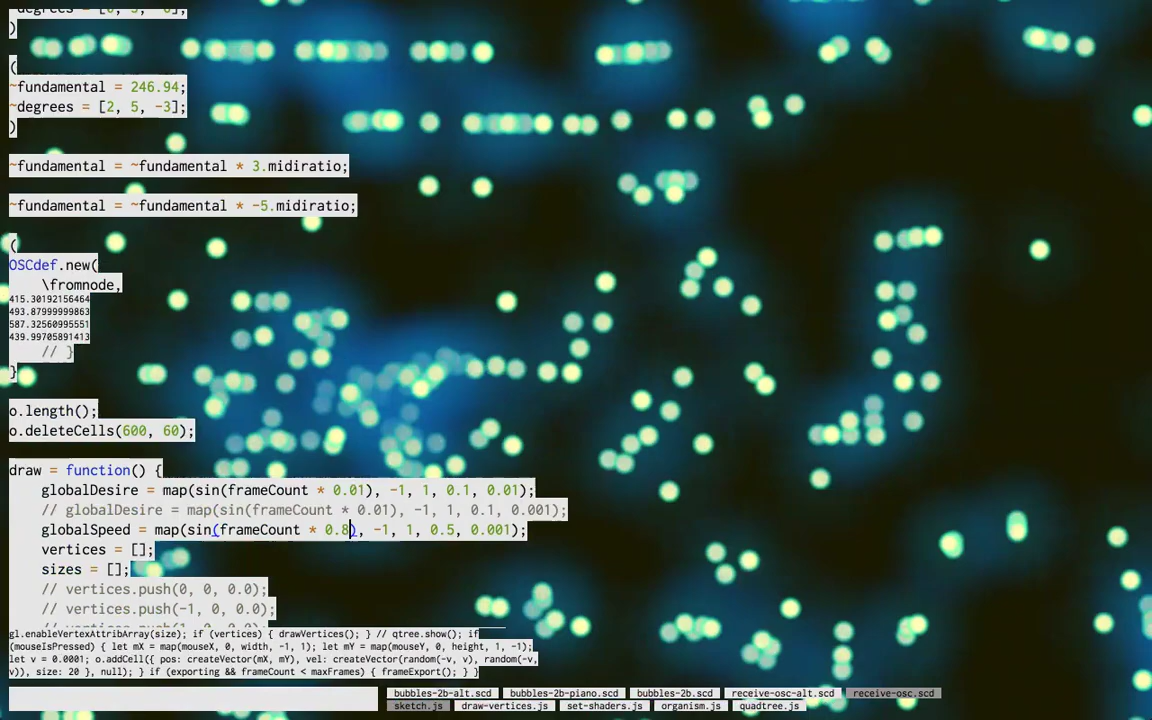 degrees = [0, 5, -8];
)
(
~fundamental = 246.94;
~degrees = [2, 5, -3];
)
~fundamental = ~fundamental * 3.midiratio;
~fundamental = ~fundamental * -5.midiratio;
(
OSCdef.new(
\fromnode,
415.30192156464
493.87999999863
587.32560995551
439.99705891413
// }
}
o.length();
o.deleteCells(600, 60);
draw = function() {
globalDesire = map(sin(frameCount * 0.01), -1, 1, 0.1, 0.01);
// globalDesire = map(sin(frameCount * 0.01), -1, 1, 0.1, 0.001);
globalSpeed = map(sin(frameCount * 0.8), -1, 1, 0.5, 0.001);
vertices = [];
sizes = [];
// vertices.push(0, 0, 0.0);
// vertices.push(-1, 0, 0.0);
gl.enableVertexAttribArray(size); if (vertices) { drawVertices(); } // qtree.show(); if
(mouseIsPressed) { let mX = map(mouseX, 0, width, -1, 1); let mY = map(mouseY, 0, height, 1, -1);
let v = 0.0001; o.addCell({ pos: createVector(mX, mY), vel: createVector(random(-v, v), random(-
v, v)), size: 20 }, null); } if (exporting && frameCount < maxFrames) { frameExport(); } }
bubbles-2b-alt.scd bubbles-2b-piano.scd bubbles-2b.scd receive-osc-alt.scd receive-osc.scd
sketch.js draw-vertices.js set-shaders.js organism.js quadtree.js